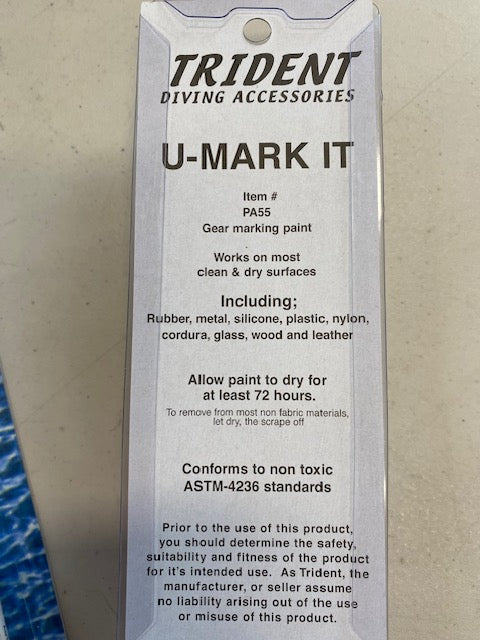 TRIDENT
DIVING ACCESSORIES
U-MARK IT
Item #
PA55
Gear marking paint
Works on most
clean & dry surfaces
Including;
Rubber, metal, silicone, plastic, nylon,
cordura, glass, wood and leather
Allow paint to dry for
at least 72 hours.
To remove from most non fabric materials,
let dry, the scrape off
Conforms to non toxic
ASTM-4236 standards
Prior to the use of this product,
you should determine the safety,
suitability and fitness of the product
for it's intended use. As Trident, the
manufacturer, or seller assume
no liability arising out of the use
or misuse of this product.